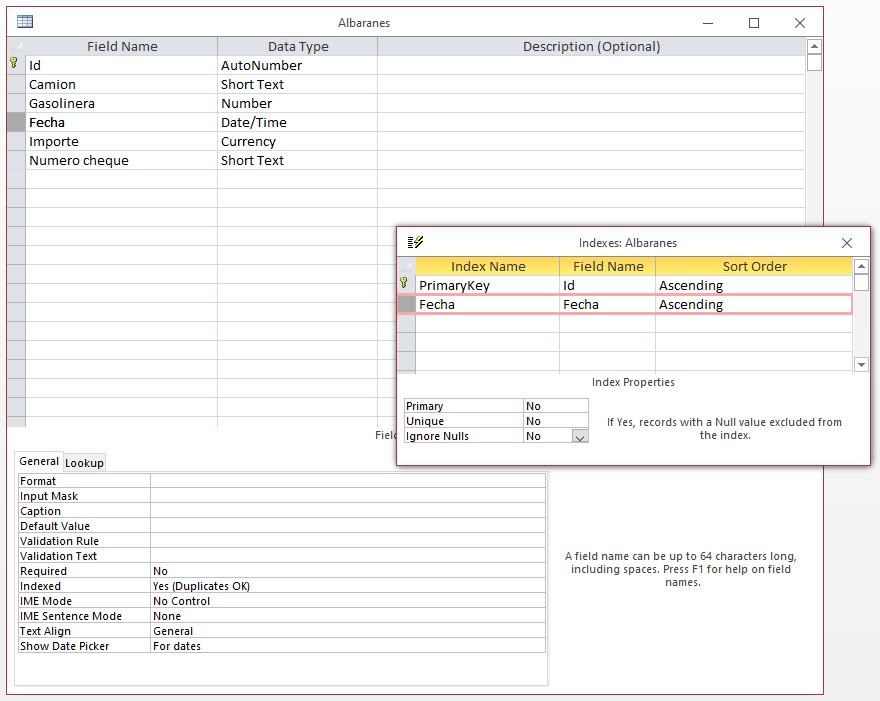 Albaranes
Field Name Data Type Description (Optional)
Id AutoNumber
Camion Short Text
Gasolinera Number
Fecha Date/Time
Importe Currency
Numero cheque Short Text
Indexes: Albaranes
Index Name Field Name Sort Order
PrimaryKey Id Ascending
Fecha Fecha Ascending
Index Properties
Primary No
Unique No
Ignore Nulls No
If Yes, records with a Null value excluded from
the index.
Field
General Lookup
Format
Input Mask
Caption
Default Value
Validation Rule
Validation Text
Required No
Indexed Yes (Duplicates OK)
IME Mode No Control
IME Sentence Mode None
Text Align General
Show Date Picker For dates
A field name can be up to 64 characters long,
including spaces. Press F1 for help on field
names.